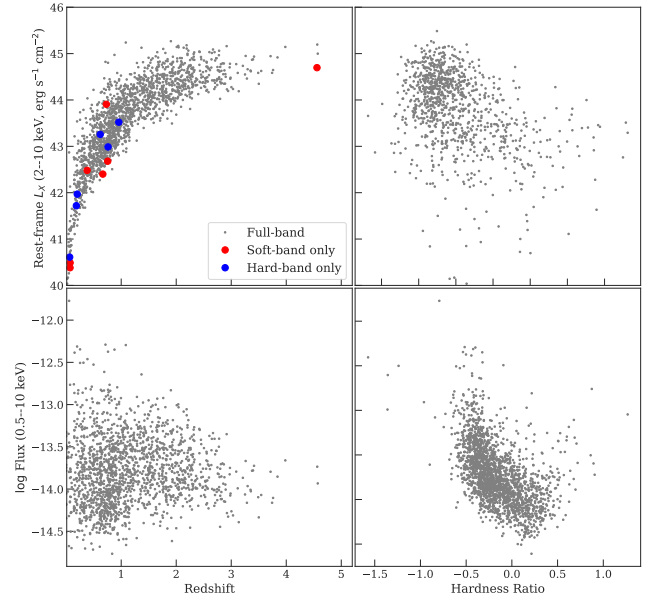 46
45
44
43
42
41
40
Rest-frame L_X (2--10 keV, erg s⁻¹ cm⁻²)
Full-band
Soft-band only
Hard-band only
−12.0
−12.5
−13.0
−13.5
−14.0
−14.5
log Flux (0.5--10 keV)
1 2 3 4 5
Redshift
−1.5 −1.0 −0.5 0.0 0.5 1.0
Hardness Ratio